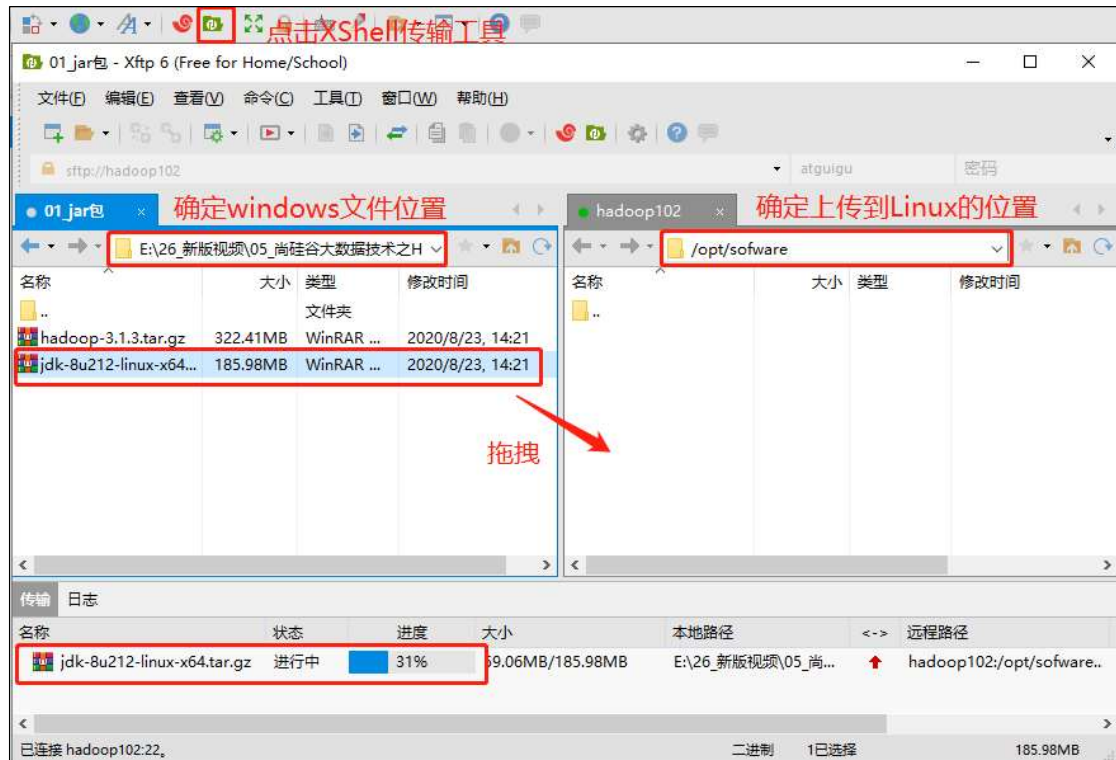 点击XShell传输工具
01_jar包 - Xftp 6 (Free for Home/School)
文件(F) 编辑(E) 查看(V) 命令(C) 工具(T) 窗口(W) 帮助(H)
sftp://hadoop102 atguigu 密码
01_jar包 × 确定windows文件位置 hadoop102 × 确定上传到Linux的位置
E:\26_新版视频\05_尚硅谷大数据技术之H /opt/sofware
名称 大小 类型 修改时间 名称 大小 类型 修改时间
.. 文件夹 ..
hadoop-3.1.3.tar.gz 322.41MB WinRAR ... 2020/8/23, 14:21
jdk-8u212-linux-x64... 185.98MB WinRAR ... 2020/8/23, 14:21
拖拽
传输 日志
名称 状态 进度 大小 本地路径 <-> 远程路径
jdk-8u212-linux-x64.tar.gz 进行中 31% 9.06MB/185.98MB E:\26_新版视频\05_尚... hadoop102:/opt/sofware..
已连接 hadoop102:22。 二进制 1已选择 185.98MB